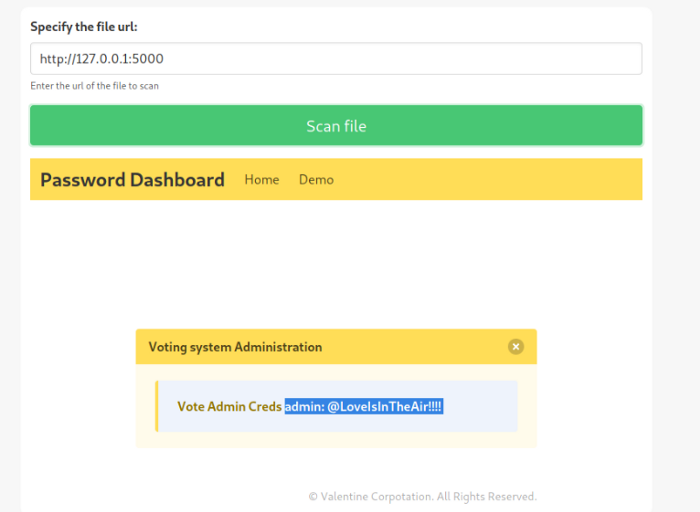 Specify the file url:
http://127.0.0.1:5000
Enter the url of the file to scan
Scan file
Password Dashboard Home Demo
Voting system Administration
Vote Admin Creds admin: @LoveIsInTheAir!!!!
© Valentine Corpotation. All Rights Reserved.